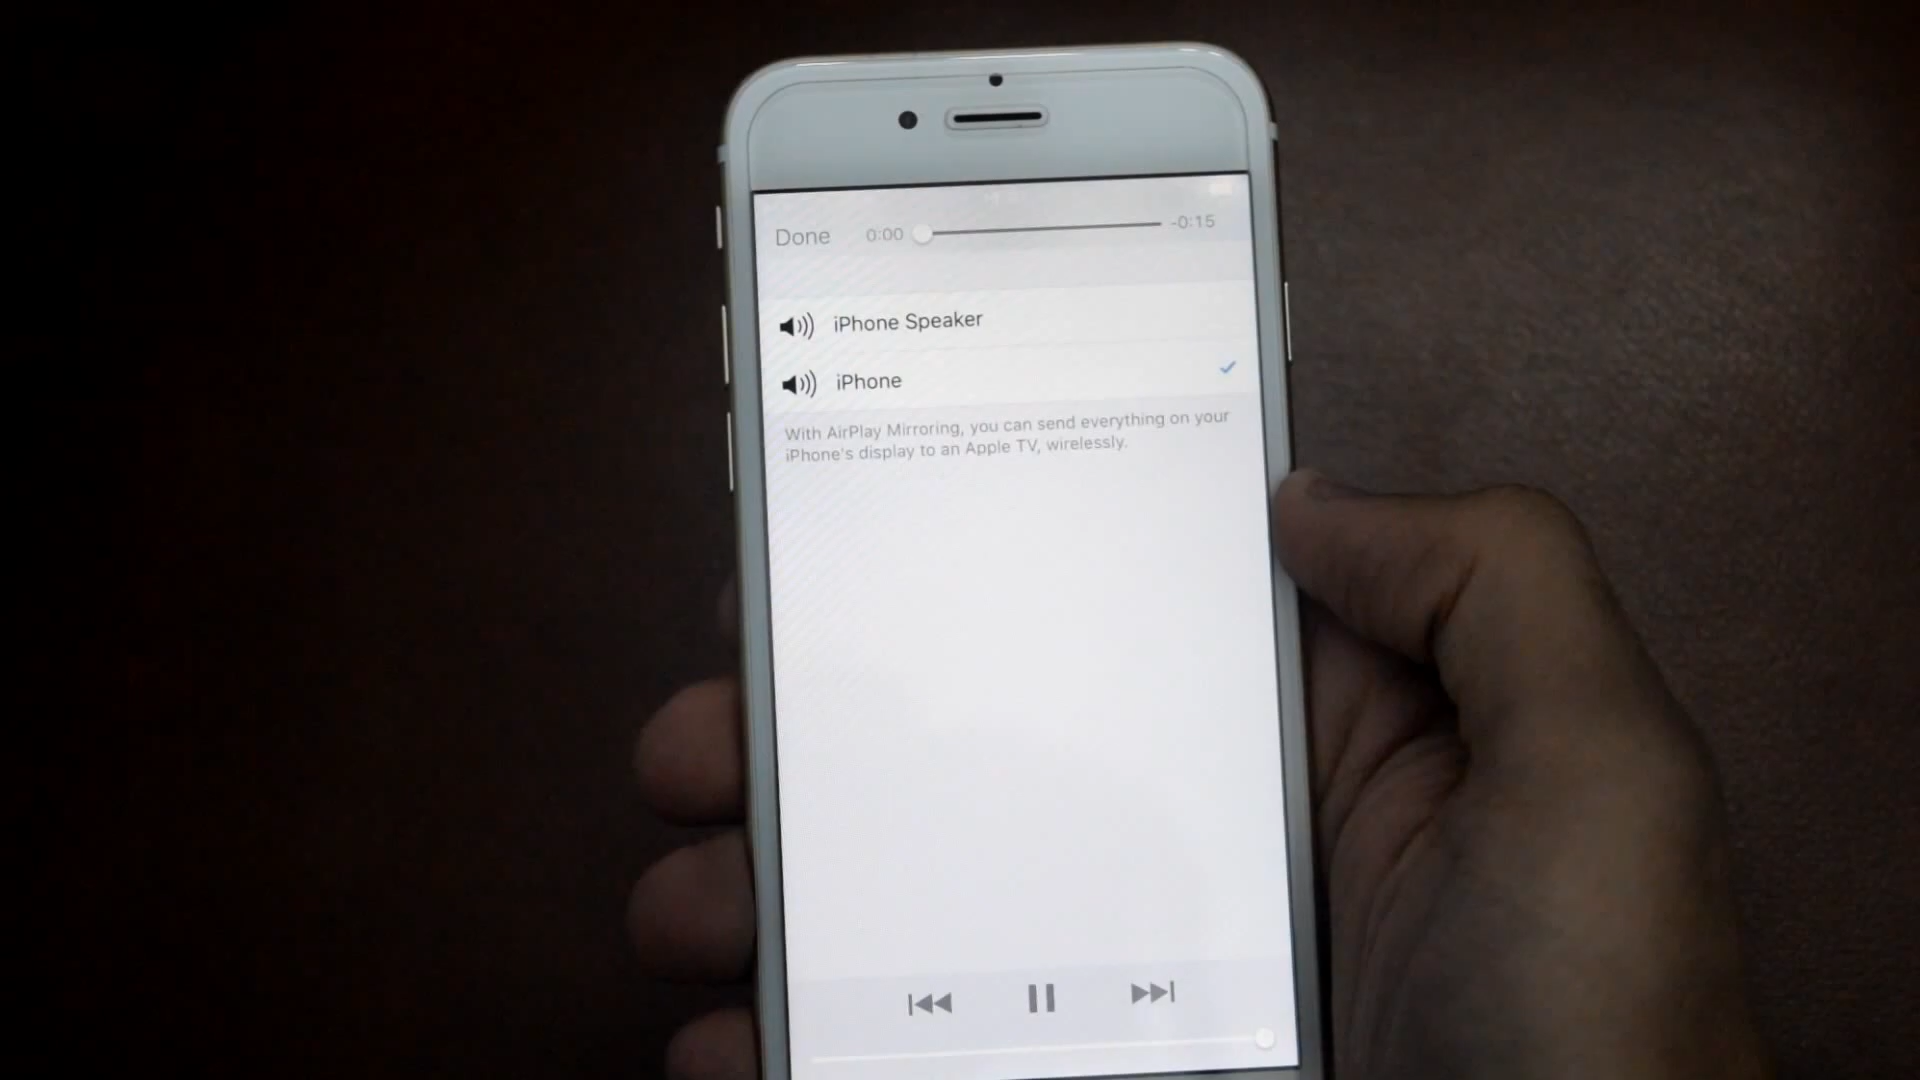 Done 0:00 -0:15
iPhone Speaker
iPhone
With AirPlay Mirroring, you can send everything on your
iPhone's display to an Apple TV, wirelessly.